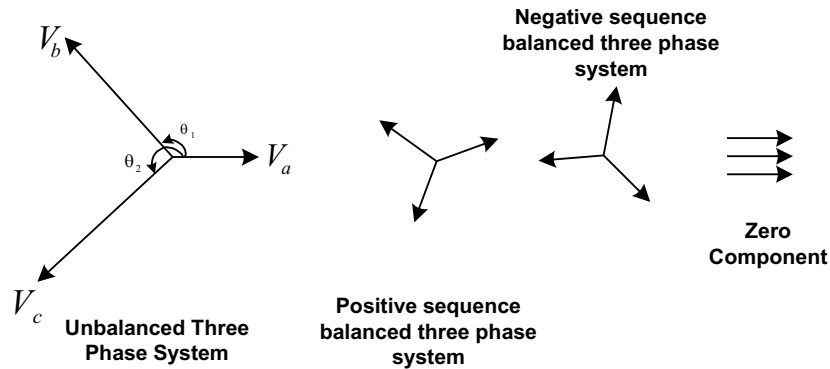 V_b
θ_1
θ_2
V_a
V_c
Unbalanced Three
Phase System
Positive sequence
balanced three phase
system
Negative sequence
balanced three phase
system
Zero
Component